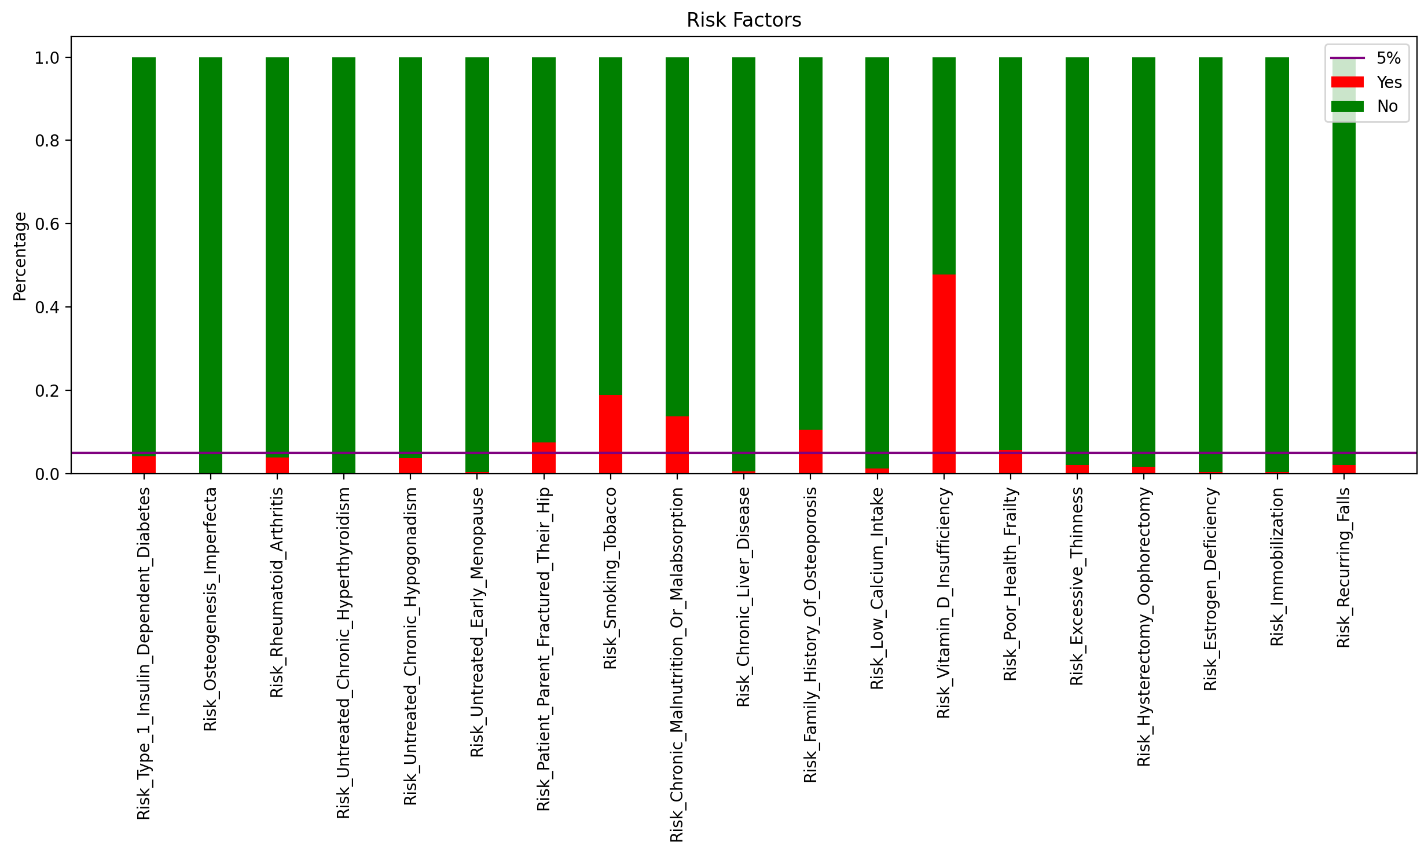 Risk Factors
5%
Yes
No
Percentage
1.0
0.8
0.6
0.4
0.2
0.0
Risk_Type_1_Insulin_Dependent_Diabetes
Risk_Osteogenesis_Imperfecta
Risk_Rheumatoid_Arthritis
Risk_Untreated_Chronic_Hyperthyroidism
Risk_Untreated_Chronic_Hypogonadism
Risk_Untreated_Early_Menopause
Risk_Patient_Parent_Fractured_Their_Hip
Risk_Smoking_Tobacco
Risk_Chronic_Malnutrition_Or_Malabsorption
Risk_Chronic_Liver_Disease
Risk_Family_History_Of_Osteoporosis
Risk_Low_Calcium_Intake
Risk_Vitamin_D_Insufficiency
Risk_Poor_Health_Frailty
Risk_Excessive_Thinness
Risk_Hysterectomy_Oophorectomy
Risk_Estrogen_Deficiency
Risk_Immobilization
Risk_Recurring_Falls